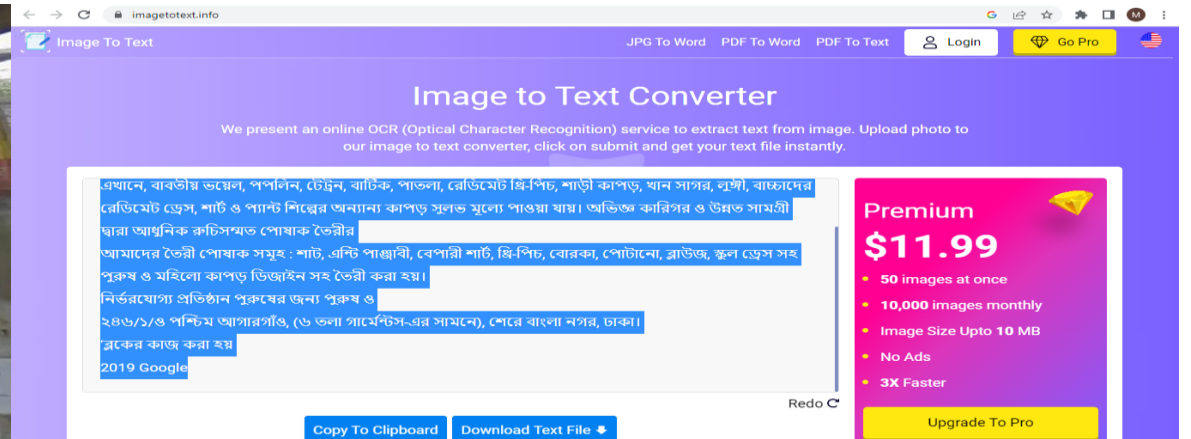 imagetotext.info
M
Image To Text
JPG To Word
PDF To Word
PDF To Text
Login
Go Pro
Image to Text Converter
We present an online OCR (Optical Character Recognition) service to extract text from image. Upload photo to
our image to text converter, click on submit and get your text file instantly.
এখানে, বাবতীয় ভয়েল, পপলিন, টেট্রন, বাটিক, পাতলা, রেডিমেট থ্রি-পিচ, শাড়ী কাপড়, থান সাগর, লুঙ্গী, বাচ্চাদের
রেডিমেট ড্রেস, শার্ট ও প্যান্ট শিল্পের অন্যান্য কাপড় সুলভ মূল্যে পাওয়া যায়। অভিজ্ঞ কারিগর ও উন্নত সামগ্রী
দ্বারা আধুনিক রুচিসম্মত পোষাক তৈরীর
আমাদের তৈরী পোষাক সমূহ : শাট, এন্টি পাঞ্জাবী, বেপারী শার্ট, থ্রি-পিচ, বোরকা, পোটানো, ব্লাউজ, স্কুল ড্রেস সহ
পুরুষ ও মহিলো কাপড় ডিজাইন সহ তৈরী করা হয়।
নির্ভরযোগ্য প্রতিষ্ঠান পুরুষের জন্য পুরুষ ও
২৪৬/১/৩ পশ্চিম আগারগাঁও, (৬ তলা গার্মেন্টস-এর সামনে), শেরে বাংলা নগর, ঢাকা।
'ব্লকের কাজ করা হয়
2019 Google
Redo
Copy To Clipboard
Download Text File
Premium
$11.99
50 images at once
10,000 images monthly
Image Size Upto 10 MB
No Ads
3X Faster
Upgrade To Pro